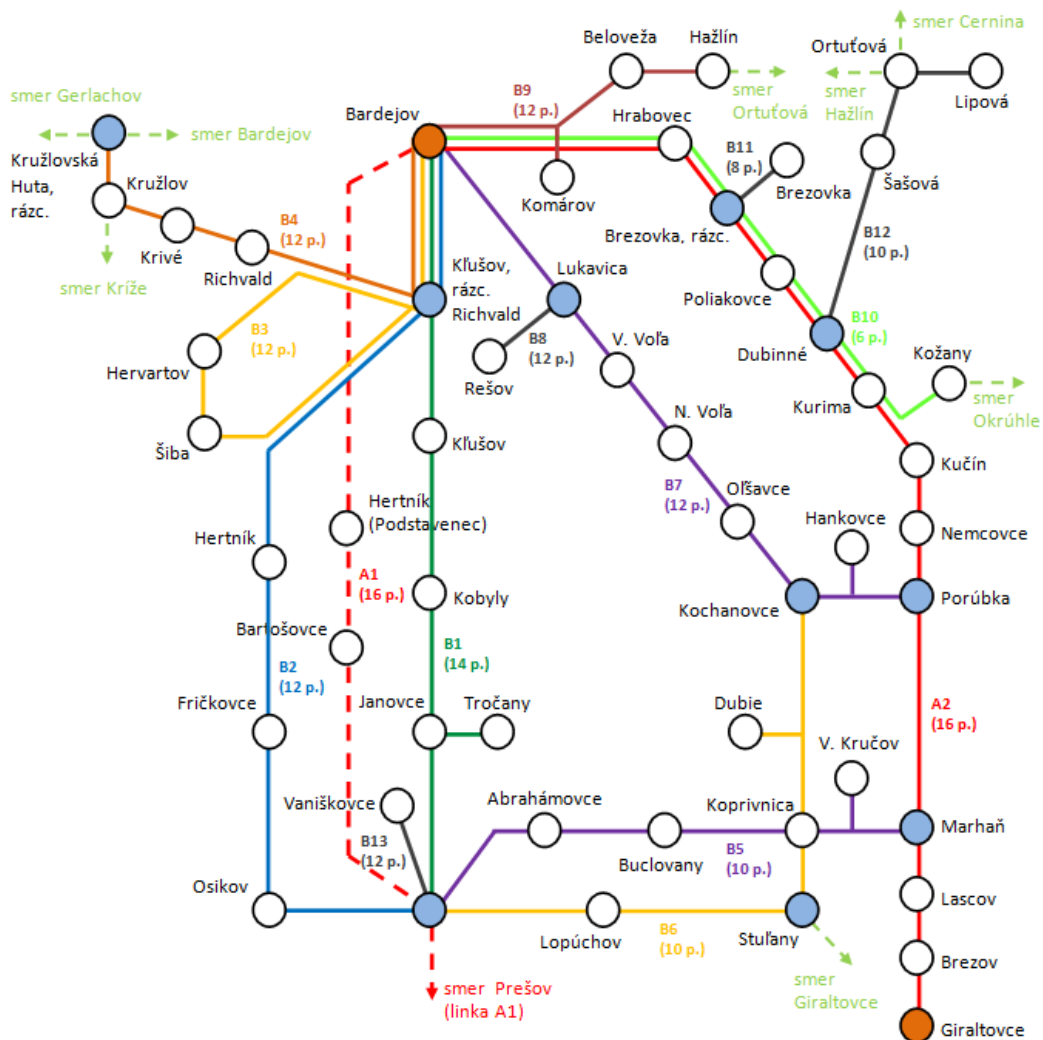 smer Cernina
Beloveža
Hažlín
Ortuťová
smer
Ortuťová
smer
Hažlín
Lipová
smer Gerlachov
B9
(12 p.)
Bardejov
Hrabovec
smer Bardejov
B11
(8 p.)
Brezovka
Šašová
Kružlovská
Huta,
rázc.
Kružlov
Komárov
B4
(12 p.)
Krivé
Brezovka, rázc.
B12
(10 p.)
Richvald
smer Kríže
Kľušov,
rázc.
Richvald
Lukavica
Poliakovce
B3
(12 p.)
B10
(6 p.)
Hervartov
B8
(12 p.)
V. Voľa
Dubinné
Kožany
Rešov
smer
Okrúhle
Kurima
N. Voľa
Šiba
Kľušov
Kučín
B7
(12 p.)
Oľšavce
Hertník
(Podstavenec)
Hankovce
Hertník
Nemcovce
A1
(16 p.)
Kobyly
Kochanovce
Porúbka
Bartošovce
B1
(14 p.)
B2
(12 p.)
Fričkovce
Janovce
Tročany
Dubie
A2
(16 p.)
V. Kručov
Vaniškovce
Abrahámovce
Koprivnica
Marhaň
B13
(12 p.)
Buclovany
B5
(10 p.)
Osikov
Lascov
Lopúchov
B6
(10 p.)
Stuľany
Brezov
smer
Giraltovce
smer Prešov
(linka A1)
Giraltovce